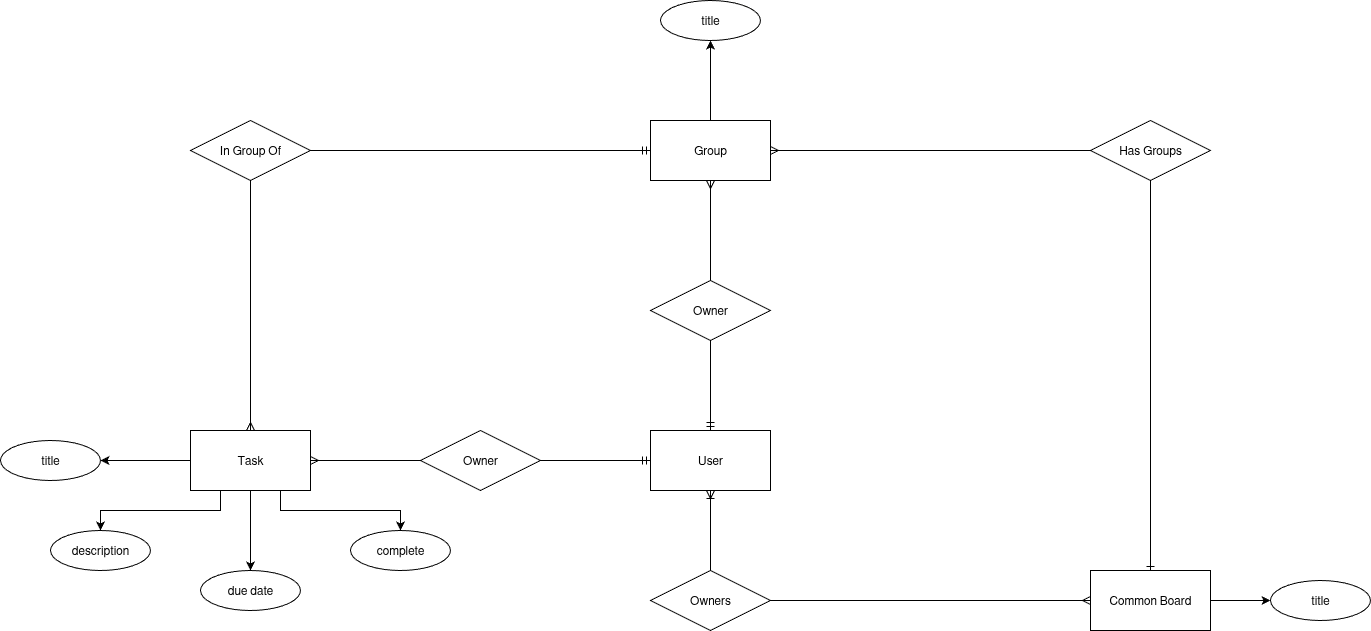 title
In Group Of
Group
Has Groups
Owner
title
Task
Owner
User
description
complete
due date
Owners
Common Board
title